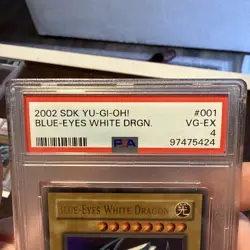 2002 SDK YU-GI-OH! #001
BLUE-EYES WHITE DRGN. VG-EX
4
PSA 97475424
BLUE-EYES WHITE DRAGON